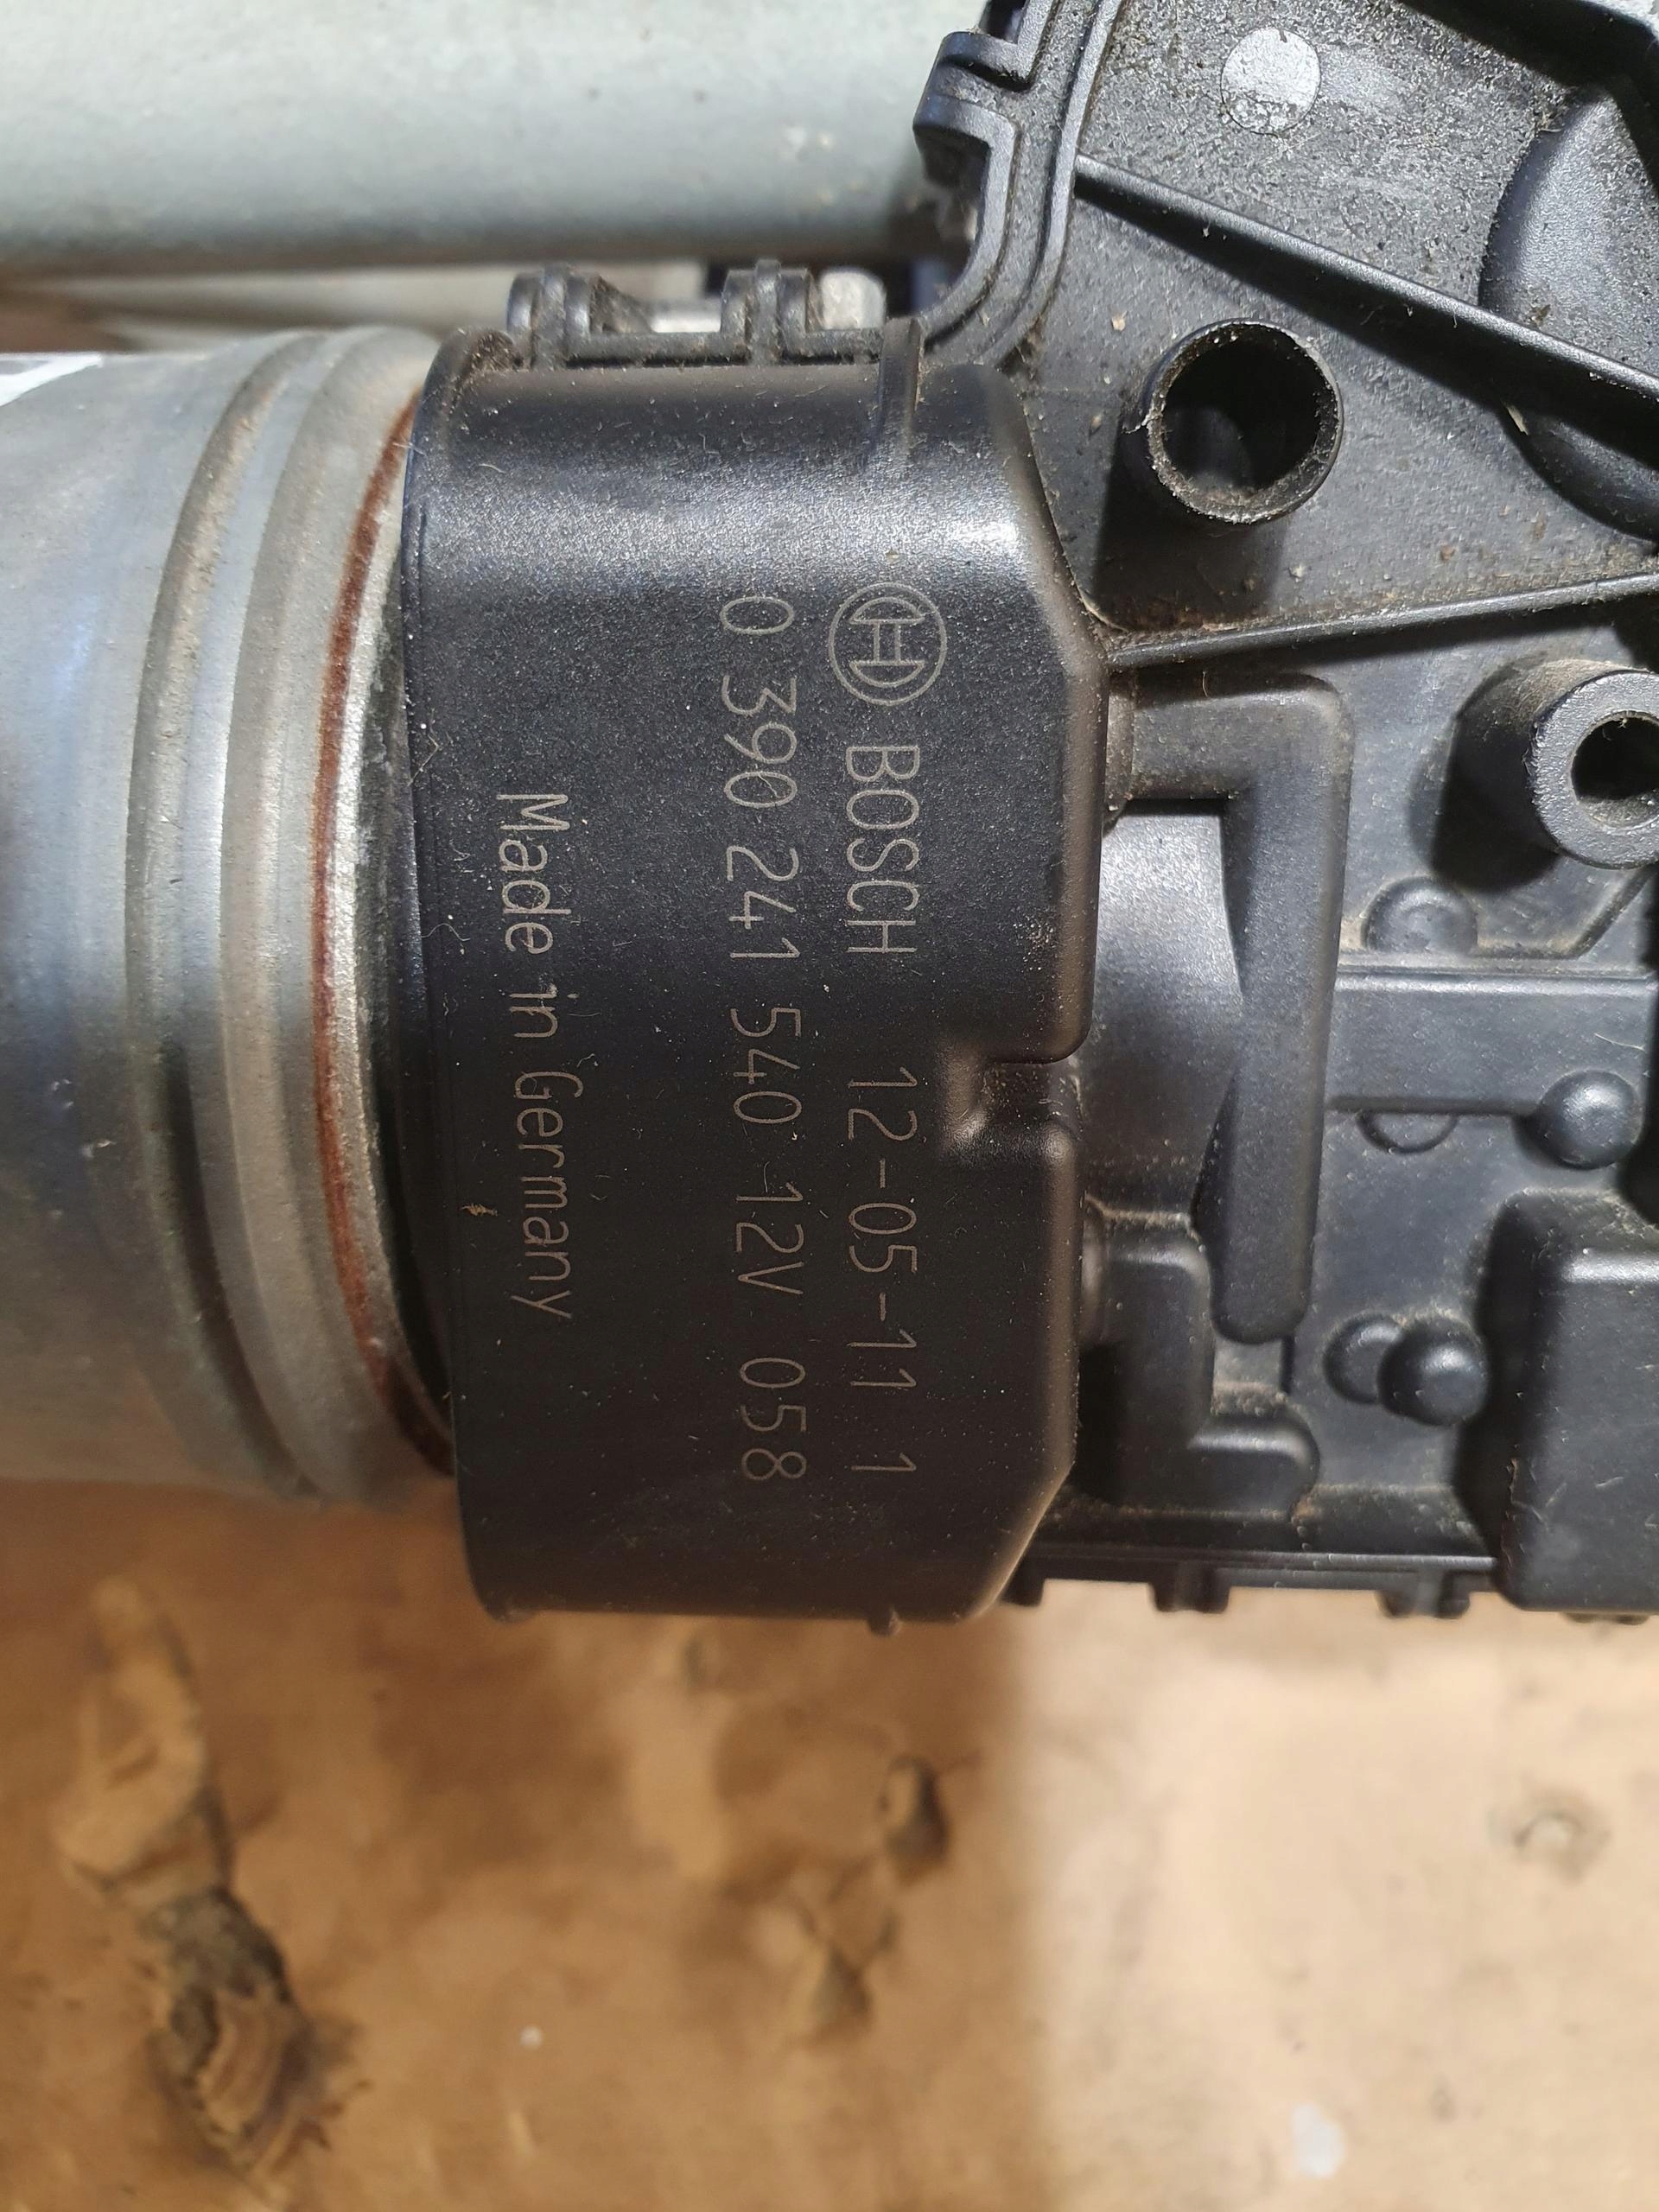 BOSCH 12-05-11 1
0 390 241 540 12V 058
Made in Germany